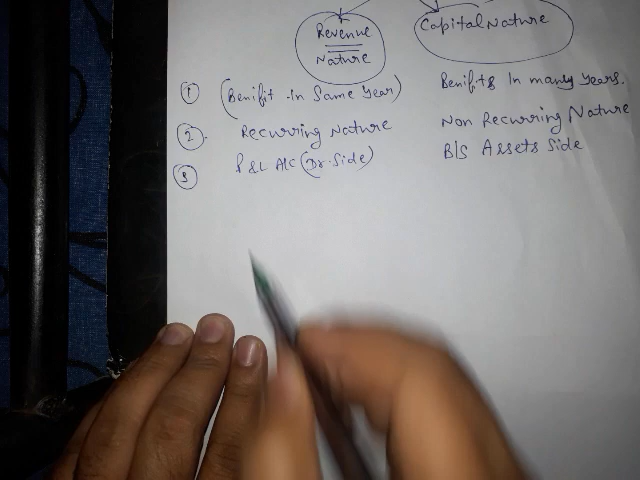 Revenue Nature
Capital Nature
① (Benifit in Same Year)
Benifts In many years.
②. Recurring Nature
Non Recurring Nature
③ P&L A/C (Dr. Side)
B/S Assets Side